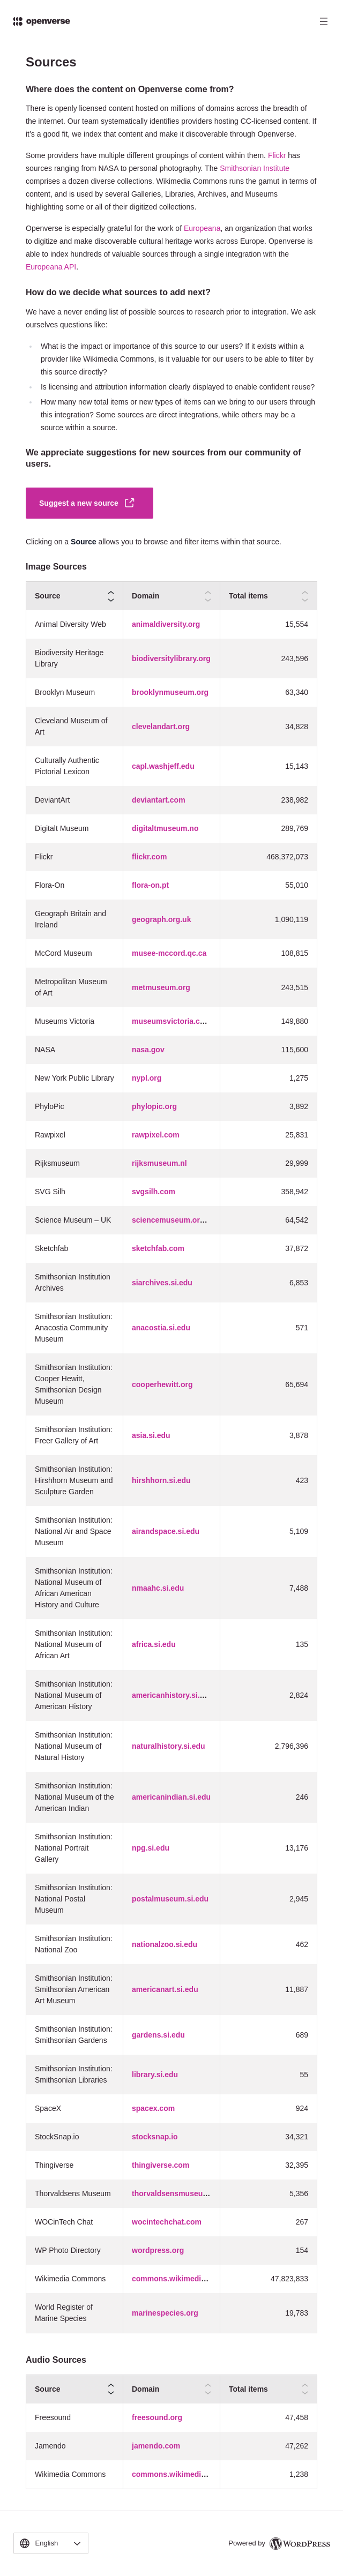 openverse
Sources
Where does the content on Openverse come from?
There is openly licensed content hosted on millions of domains across the breadth of
the internet. Our team systematically identifies providers hosting CC-licensed content. If
it's a good fit, we index that content and make it discoverable through Openverse.
Some providers have multiple different groupings of content within them. Flickr has
sources ranging from NASA to personal photography. The Smithsonian Institute
comprises a dozen diverse collections. Wikimedia Commons runs the gamut in terms of
content, and is used by several Galleries, Libraries, Archives, and Museums
highlighting some or all of their digitized collections.
Openverse is especially grateful for the work of Europeana, an organization that works
to digitize and make discoverable cultural heritage works across Europe. Openverse is
able to index hundreds of valuable sources through a single integration with the
Europeana API.
How do we decide what sources to add next?
We have a never ending list of possible sources to research prior to integration. We ask
ourselves questions like:
What is the impact or importance of this source to our users? If it exists within a
provider like Wikimedia Commons, is it valuable for our users to be able to filter by
this source directly?
Is licensing and attribution information clearly displayed to enable confident reuse?
How many new total items or new types of items can we bring to our users through
this integration? Some sources are direct integrations, while others may be a
source within a source.
We appreciate suggestions for new sources from our community of
users.
Suggest a new source
Clicking on a Source allows you to browse and filter items within that source.
Image Sources
Source Domain Total items
Animal Diversity Web animaldiversity.org 15,554
Biodiversity Heritage
Library biodiversitylibrary.org 243,596
Brooklyn Museum brooklynmuseum.org 63,340
Cleveland Museum of
Art clevelandart.org 34,828
Culturally Authentic
Pictorial Lexicon capl.washjeff.edu 15,143
DeviantArt deviantart.com 238,982
Digitalt Museum digitaltmuseum.no 289,769
Flickr flickr.com 468,372,073
Flora-On flora-on.pt 55,010
Geograph Britain and
Ireland geograph.org.uk 1,090,119
McCord Museum musee-mccord.qc.ca 108,815
Metropolitan Museum
of Art metmuseum.org 243,515
Museums Victoria museumsvictoria.c... 149,880
NASA nasa.gov 115,600
New York Public Library nypl.org 1,275
PhyloPic phylopic.org 3,892
Rawpixel rawpixel.com 25,831
Rijksmuseum rijksmuseum.nl 29,999
SVG Silh svgsilh.com 358,942
Science Museum – UK sciencemuseum.or... 64,542
Sketchfab sketchfab.com 37,872
Smithsonian Institution
Archives siarchives.si.edu 6,853
Smithsonian Institution:
Anacostia Community
Museum anacostia.si.edu 571
Smithsonian Institution:
Cooper Hewitt,
Smithsonian Design
Museum cooperhewitt.org 65,694
Smithsonian Institution:
Freer Gallery of Art asia.si.edu 3,878
Smithsonian Institution:
Hirshhorn Museum and
Sculpture Garden hirshhorn.si.edu 423
Smithsonian Institution:
National Air and Space
Museum airandspace.si.edu 5,109
Smithsonian Institution:
National Museum of
African American
History and Culture nmaahc.si.edu 7,488
Smithsonian Institution:
National Museum of
African Art africa.si.edu 135
Smithsonian Institution:
National Museum of
American History americanhistory.si.... 2,824
Smithsonian Institution:
National Museum of
Natural History naturalhistory.si.edu 2,796,396
Smithsonian Institution:
National Museum of the
American Indian americanindian.si.edu 246
Smithsonian Institution:
National Portrait
Gallery npg.si.edu 13,176
Smithsonian Institution:
National Postal
Museum postalmuseum.si.edu 2,945
Smithsonian Institution:
National Zoo nationalzoo.si.edu 462
Smithsonian Institution:
Smithsonian American
Art Museum americanart.si.edu 11,887
Smithsonian Institution:
Smithsonian Gardens gardens.si.edu 689
Smithsonian Institution:
Smithsonian Libraries library.si.edu 55
SpaceX spacex.com 924
StockSnap.io stocksnap.io 34,321
Thingiverse thingiverse.com 32,395
Thorvaldsens Museum thorvaldsensmuseu... 5,356
WOCinTech Chat wocintechchat.com 267
WP Photo Directory wordpress.org 154
Wikimedia Commons commons.wikimedi... 47,823,833
World Register of
Marine Species marinespecies.org 19,783
Audio Sources
Source Domain Total items
Freesound freesound.org 47,458
Jamendo jamendo.com 47,262
Wikimedia Commons commons.wikimedi... 1,238
English
Powered by WORDPRESS